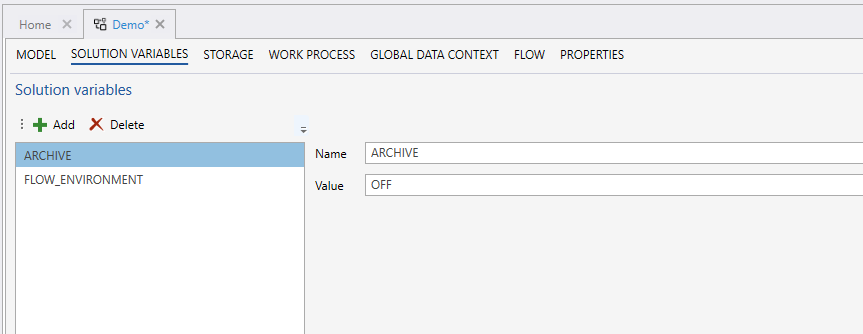 Home
Demo*
MODEL SOLUTION VARIABLES STORAGE WORK PROCESS GLOBAL DATA CONTEXT FLOW PROPERTIES
Solution variables
Add Delete
ARCHIVE
FLOW_ENVIRONMENT
Name ARCHIVE
Value OFF